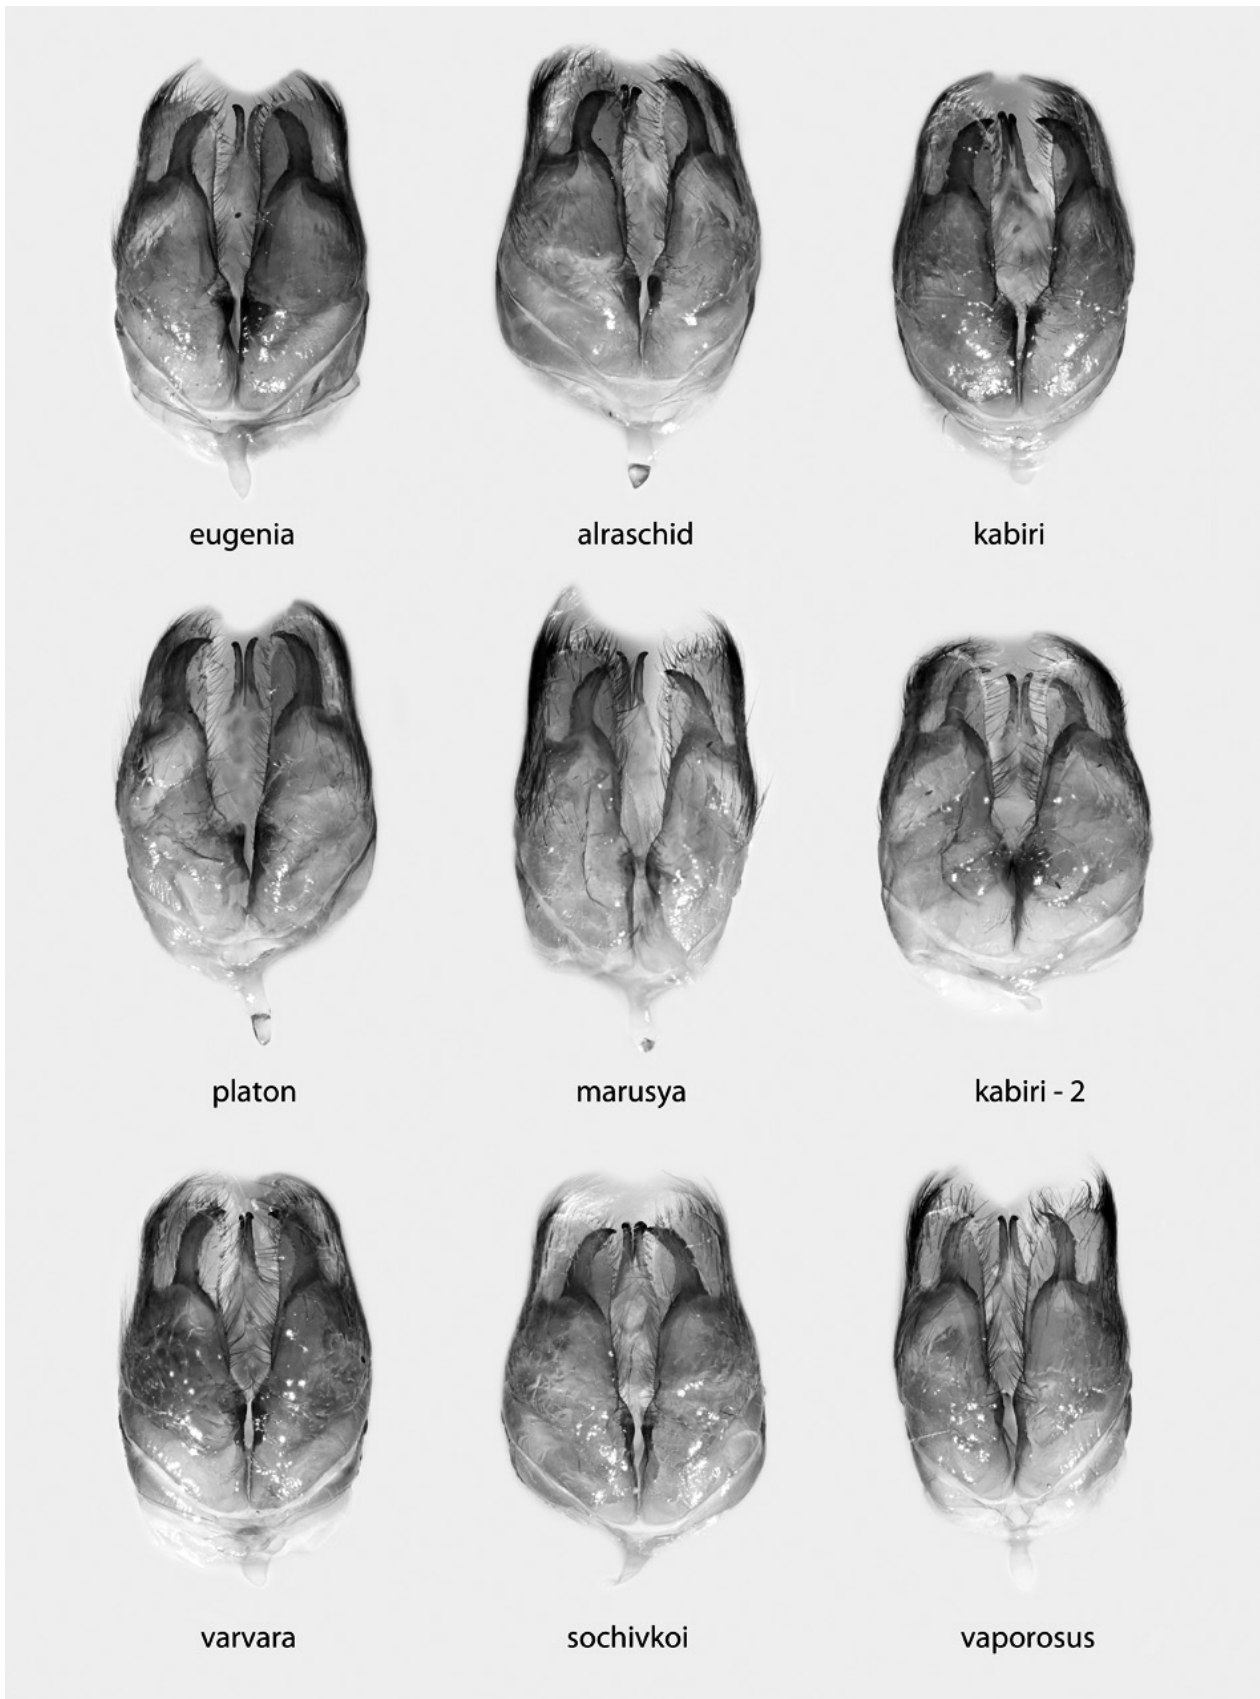 eugenia
alraschid
kabiri
platon
marusya
kabiri - 2
varvara
sochivkoi
vaporosus